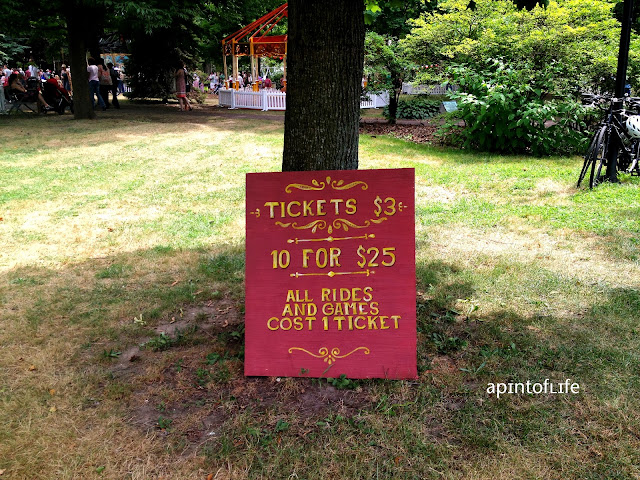 TICKETS $3
10 FOR $25
ALL RIDES
AND GAMES
COST 1 TICKET
apintofLife